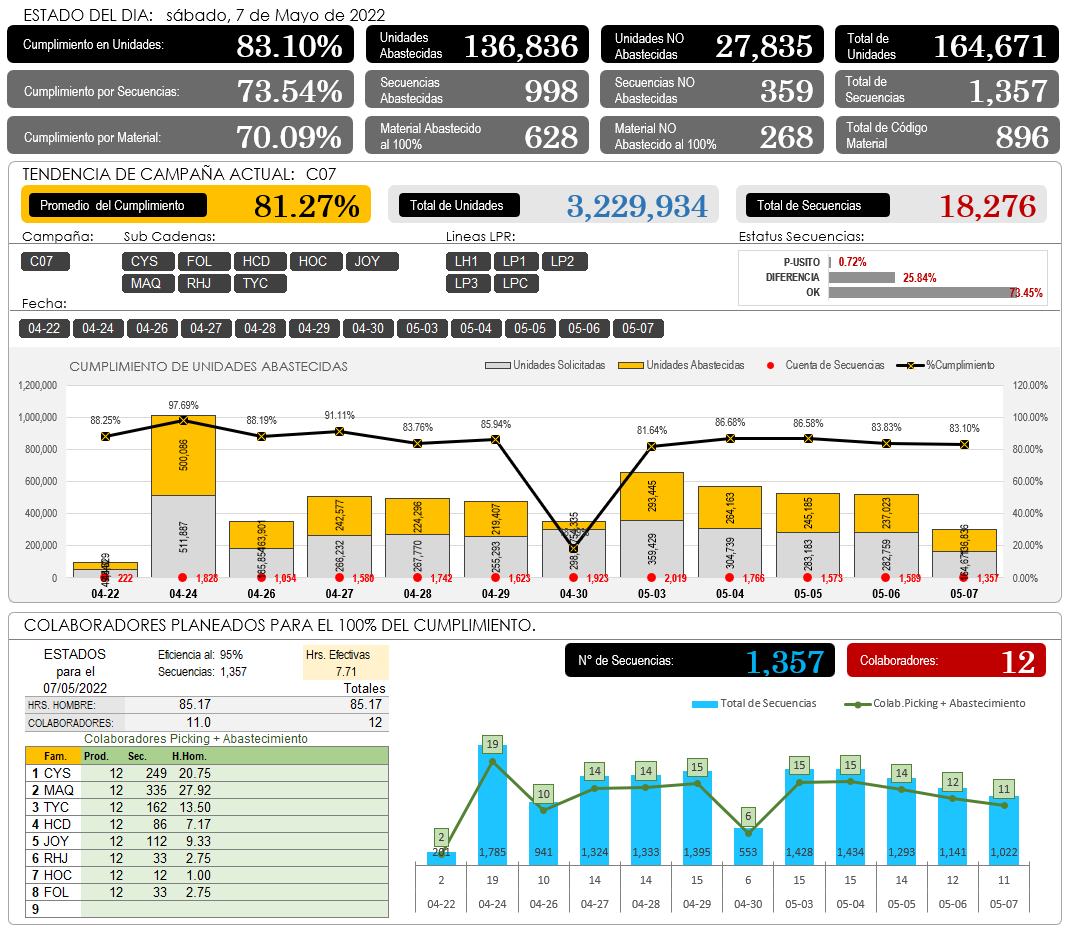 ESTADO DEL DIA: sábado, 7 de Mayo de 2022
Cumplimiento en Unidades: 83.10%
Unidades Abastecidas 136,836
Unidades NO Abastecidas 27,835
Total de Unidades 164,671
Cumplimiento por Secuencias: 73.54%
Secuencias Abastecidas 998
Secuencias NO Abastecidas 359
Total de Secuencias 1,357
Cumplimiento por Material: 70.09%
Material Abastecido al 100% 628
Material NO Abastecido al 100% 268
Total de Código Material 896
TENDENCIA DE CAMPAÑA ACTUAL: C07
Promedio del Cumplimiento 81.27%
Total de Unidades 3,229,934
Total de Secuencias 18,276
Campaña: Sub Cadenas: Lineas LPR: Estatus Secuencias:
C07 CYS FOL HCD HOC JOY LH1 LP1 LP2
MAQ RHJ TYC LP3 LPC
P-USITO 0.72%
DIFERENCIA 25.84%
OK 73.45%
Fecha:
04-22 04-24 04-26 04-27 04-28 04-29 04-30 05-03 05-04 05-05 05-06 05-07
CUMPLIMIENTO DE UNIDADES ABASTECIDAS
Unidades Solicitadas Unidades Abastecidas Cuenta de Secuencias %Cumplimiento
1,200,000 1,000,000 800,000 600,000 400,000 200,000 0
120.00% 100.00% 80.00% 60.00% 40.00% 20.00% 0.00%
88.25% 97.69% 88.19% 91.11% 83.76% 85.94% 81.64% 86.68% 86.58% 83.83% 83.10%
500,086 163,901 242,577 224,296 219,407 293,445 264,163 245,185 237,023 136,836
511,887 185,854 266,232 267,770 255,293 359,429 304,739 283,183 282,759 164,671
222 1,828 1,054 1,580 1,742 1,623 1,923 2,019 1,766 1,573 1,589 1,357
04-22 04-24 04-26 04-27 04-28 04-29 04-30 05-03 05-04 05-05 05-06 05-07
COLABORADORES PLANEADOS PARA EL 100% DEL CUMPLIMIENTO.
ESTADOS para el 07/05/2022
Eficiencia al: 95%
Secuencias: 1,357
Hrs. Efectivas
7.71
Totales
HRS. HOMBRE: 85.17 85.17
COLABORADORES: 11.0 12
Colaboradores Picking + Abastecimiento
Fam. Prod. Sec. H.Hom.
1 CYS 12 249 20.75
2 MAQ 12 335 27.92
3 TYC 12 162 13.50
4 HCD 12 86 7.17
5 JOY 12 112 9.33
6 RHJ 12 33 2.75
7 HOC 12 12 1.00
8 FOL 12 33 2.75
9
N° de Secuencias: 1,357
Colaboradores: 12
Total de Secuencias Colab.Picking + Abastecimiento
2 19 10 14 14 15 6 15 15 14 12 11
201 1,785 941 1,324 1,333 1,395 553 1,428 1,434 1,293 1,141 1,022
2 19 10 14 14 15 6 15 15 14 12 11
04-22 04-24 04-26 04-27 04-28 04-29 04-30 05-03 05-04 05-05 05-06 05-07